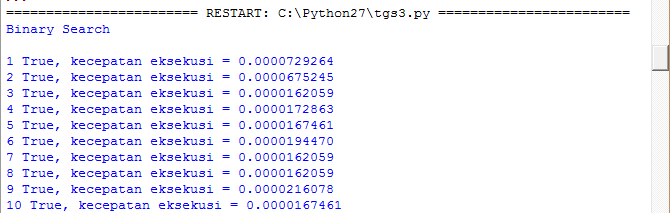 ========================= RESTART: C:\Python27\tgs3.py =========================
Binary Search
1 True, kecepatan eksekusi = 0.0000729264
2 True, kecepatan eksekusi = 0.0000675245
3 True, kecepatan eksekusi = 0.0000162059
4 True, kecepatan eksekusi = 0.0000172863
5 True, kecepatan eksekusi = 0.0000167461
6 True, kecepatan eksekusi = 0.0000194470
7 True, kecepatan eksekusi = 0.0000162059
8 True, kecepatan eksekusi = 0.0000162059
9 True, kecepatan eksekusi = 0.0000216078
10 True, kecepatan eksekusi = 0.0000167461